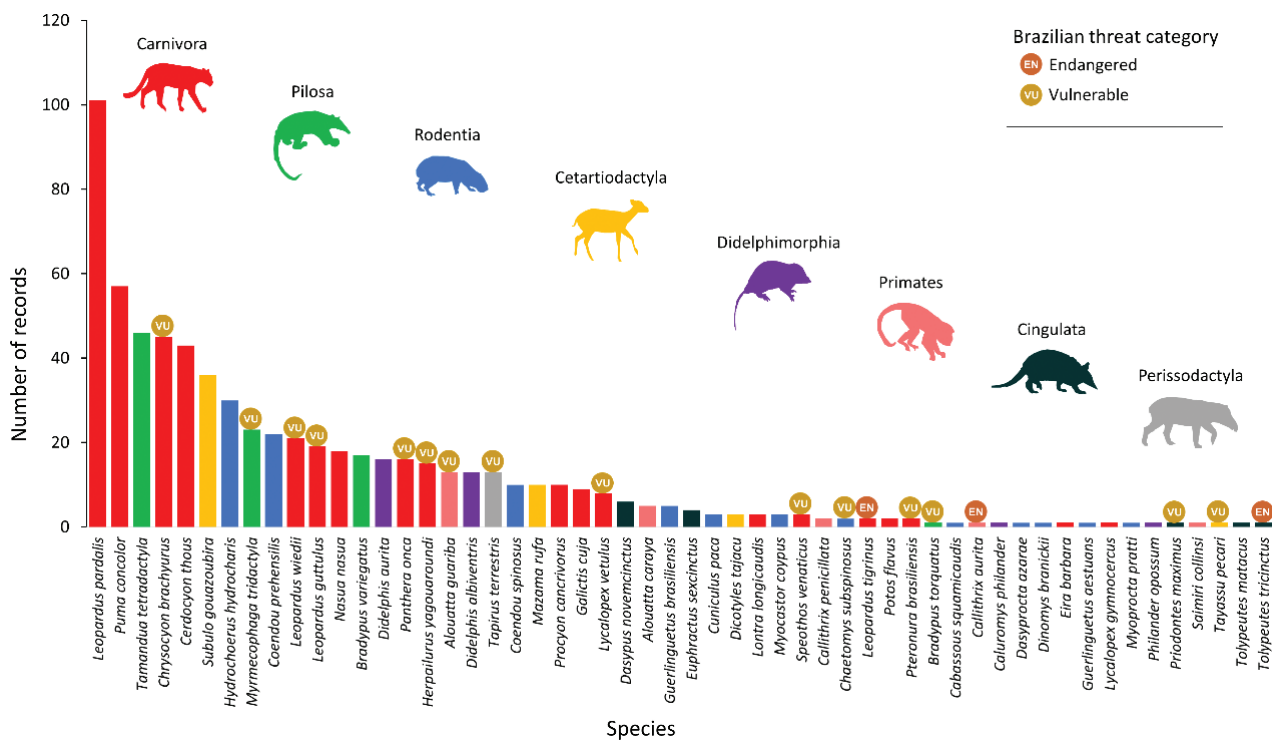 120
100
80
60
40
20
0
Number of records
Carnivora
Pilosa
Rodentia
Cetartiodactyla
Didelphimorphia
Primates
Cingulata
Perissodactyla
Brazilian threat category
EN Endangered
VU Vulnerable
VU
VU
VU
VU
VU
VU
VU
VU
VU
VU
VU
EN
VU
VU
EN
VU
VU
EN
Leopardus pardalis
Puma concolor
Tamandua tetradactyla
Chrysocyon brachyurus
Cerdocyon thous
Subulo gouazoubira
Hydrochoerus hydrocharis
Myrmecophaga tridactyla
Coendou prehensilis
Leopardus wiedii
Leopardus guttulus
Nasua nasua
Bradypus variegatus
Didelphis aurita
Panthera onca
Herpailurus yagouaroundi
Alouatta guariba
Didelphis albiventris
Tapirus terrestris
Coendou spinosus
Mazama rufa
Procyon cancrivorus
Galictis cuja
Lycalopex vetulus
Dasypus novemcinctus
Alouatta caraya
Guerlinguetus brasiliensis
Euphractus sexcinctus
Cuniculus paca
Dicotyles tajacu
Lontra longicaudis
Myocastor coypus
Speothos venaticus
Callithrix penicillata
Chaetomys subspinosus
Leopardus tigrinus
Potos flavus
Pteronura brasiliensis
Bradypus torquatus
Cabassous squamicaudis
Callithrix aurita
Caluromys philander
Dasyprocta azarae
Dinomys branickii
Eira barbara
Guerlinguetus aestuans
Lycalopex gymnocercus
Myoprocta pratti
Philander opossum
Priodontes maximus
Saimiri collinsi
Tayassu pecari
Tolypeutes matacus
Tolypeutes tricinctus
Species